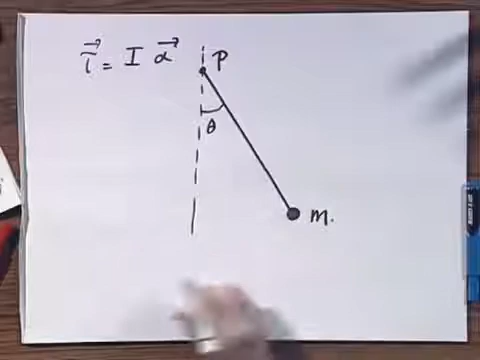 τ⃗ = I α⃗
P
θ
m.